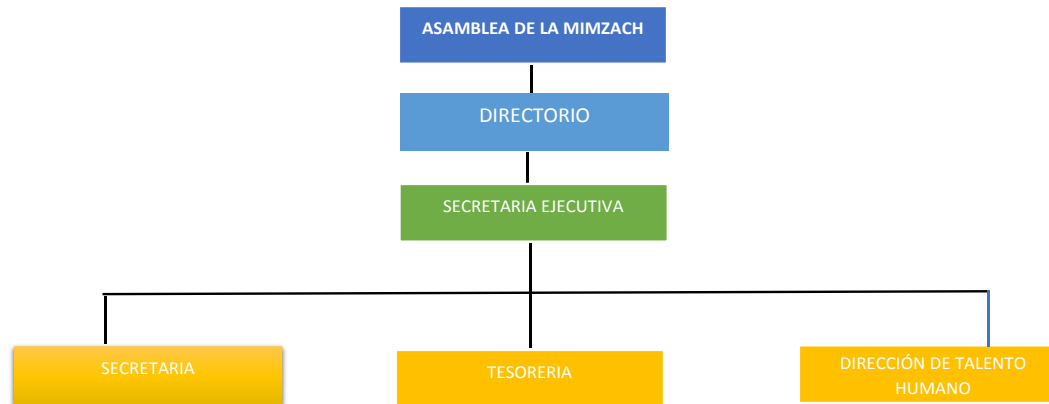 ASAMBLEA DE LA MIMZACH
DIRECTORIO
SECRETARIA EJECUTIVA
SECRETARIA
TESORERIA
DIRECCIÓN DE TALENTO
HUMANO